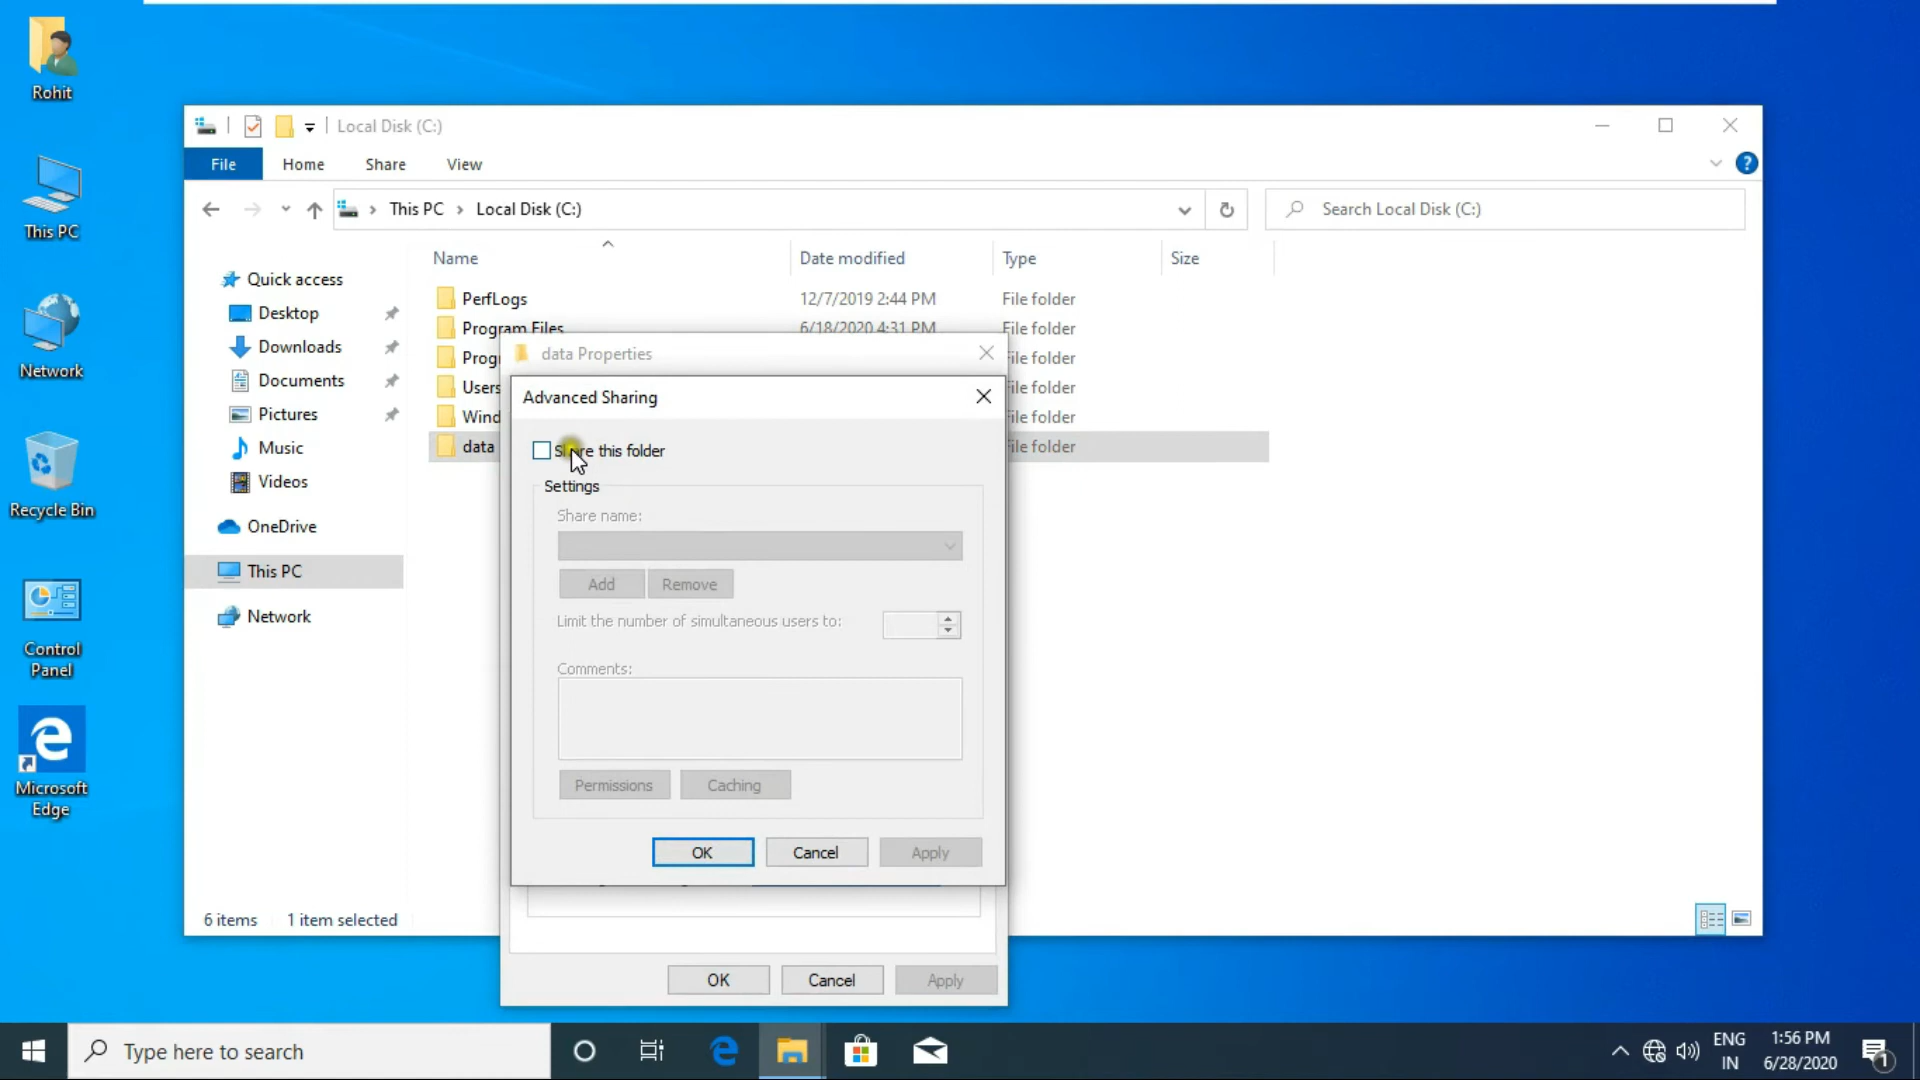 Rohit
This PC
Network
Recycle Bin
Control
Panel
Microsoft
Edge
Local Disk (C:)
File
Home
Share
View
?
This PC
Local Disk (C:)
Search Local Disk (C:)
Name
Date modified
Type
Size
Quick access
Desktop
Downloads
Documents
Pictures
Music
Videos
OneDrive
This PC
Network
PerfLogs 12/7/2019 2:44 PM File folder
Program Files 6/18/2020 4:31 PM File folder
Prog File folder
Users File folder
Wind File folder
data File folder
data Properties
Advanced Sharing
Share this folder
Settings
Share name:
Add
Remove
Limit the number of simultaneous users to:
Comments:
Permissions
Caching
OK
Cancel
Apply
OK
Cancel
Apply
6 items
1 item selected
Type here to search
ENG
IN
1:56 PM
6/28/2020
1